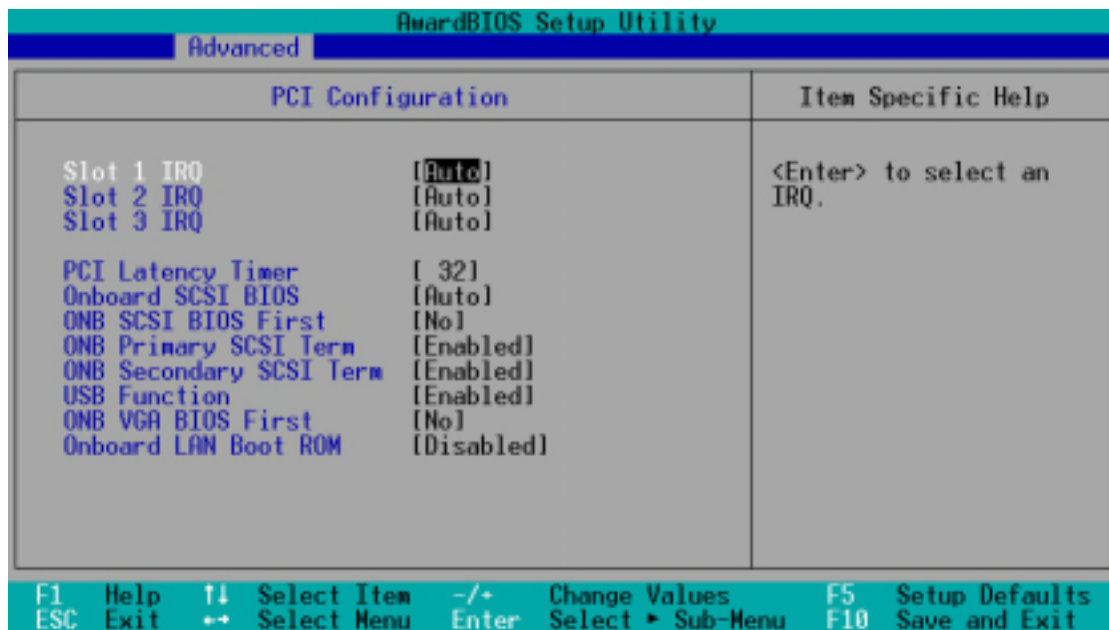 AwardBIOS Setup Utility
Advanced
PCI Configuration
Item Specific Help
Slot 1 IRQ [Auto]
Slot 2 IRQ [Auto]
Slot 3 IRQ [Auto]
<Enter> to select an
IRQ.
PCI Latency Timer [ 32]
Onboard SCSI BIOS [Auto]
ONB SCSI BIOS First [No]
ONB Primary SCSI Term [Enabled]
ONB Secondary SCSI Term [Enabled]
USB Function [Enabled]
ONB VGA BIOS First [No]
Onboard LAN Boot ROM [Disabled]
F1 Help ↑↓ Select Item -/+ Change Values F5 Setup Defaults
ESC Exit ←→ Select Menu Enter Select ► Sub-Menu F10 Save and Exit